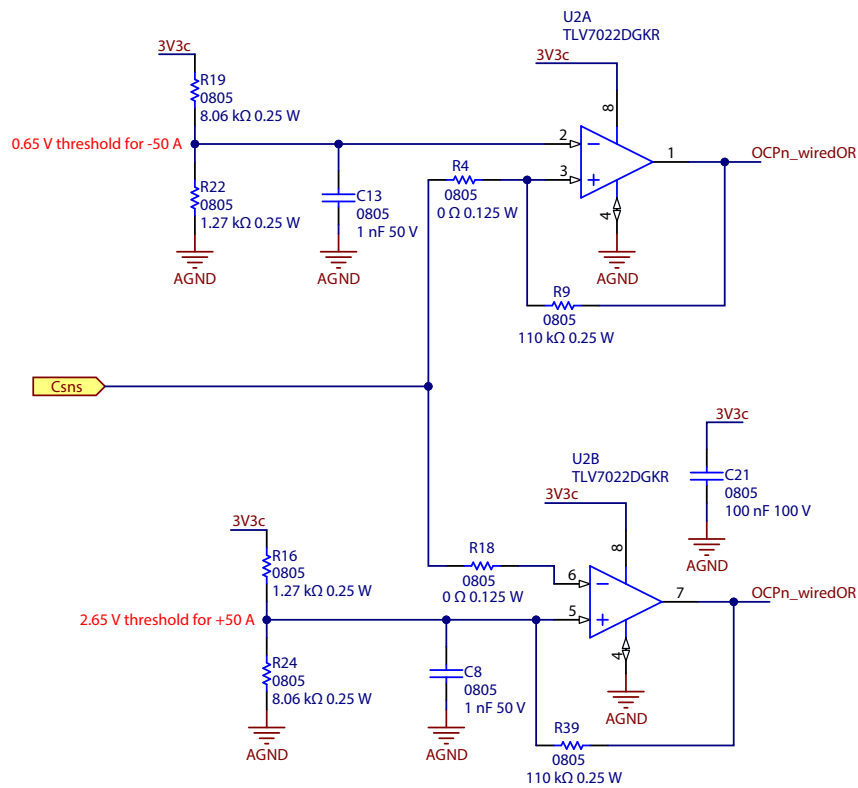 U2A
TLV7022DGKR
3V3c
3V3c
R19
0805
8.06 kΩ 0.25 W
8
0.65 V threshold for -50 A
2
1
OCPn_wiredOR
R4
0805
0 Ω 0.125 W
3
R22
0805
1.27 kΩ 0.25 W
C13
0805
1 nF 50 V
4
AGND
AGND
AGND
R9
0805
110 kΩ 0.25 W
Csns
3V3c
U2B
TLV7022DGKR
C21
0805
100 nF 100 V
3V3c
3V3c
8
AGND
R16
0805
1.27 kΩ 0.25 W
R18
0805
0 Ω 0.125 W
6
7
OCPn_wiredOR
2.65 V threshold for +50 A
5
R24
0805
8.06 kΩ 0.25 W
C8
0805
1 nF 50 V
4
AGND
AGND
AGND
R39
0805
110 kΩ 0.25 W